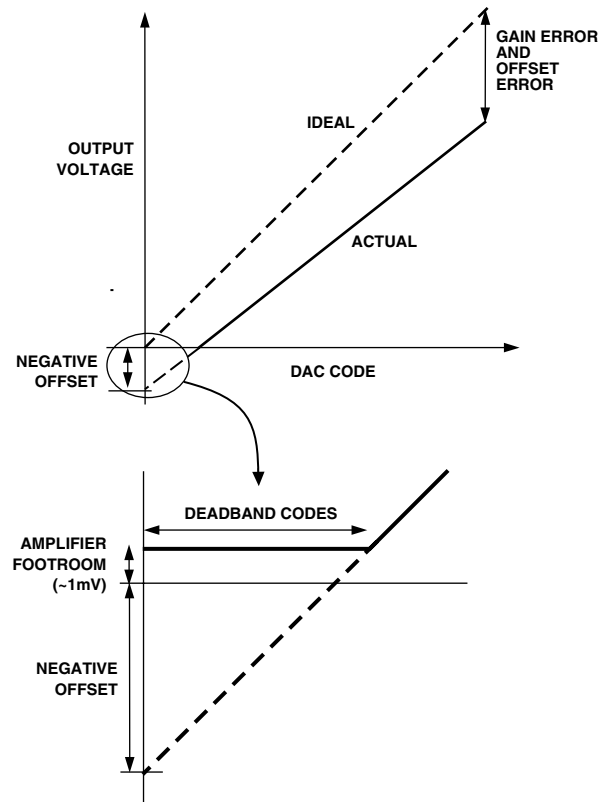 GAIN ERROR
AND
OFFSET
ERROR
IDEAL
OUTPUT
VOLTAGE
ACTUAL
NEGATIVE
OFFSET
DAC CODE
DEADBAND CODES
AMPLIFIER
FOOTROOM
(~1mV)
NEGATIVE
OFFSET